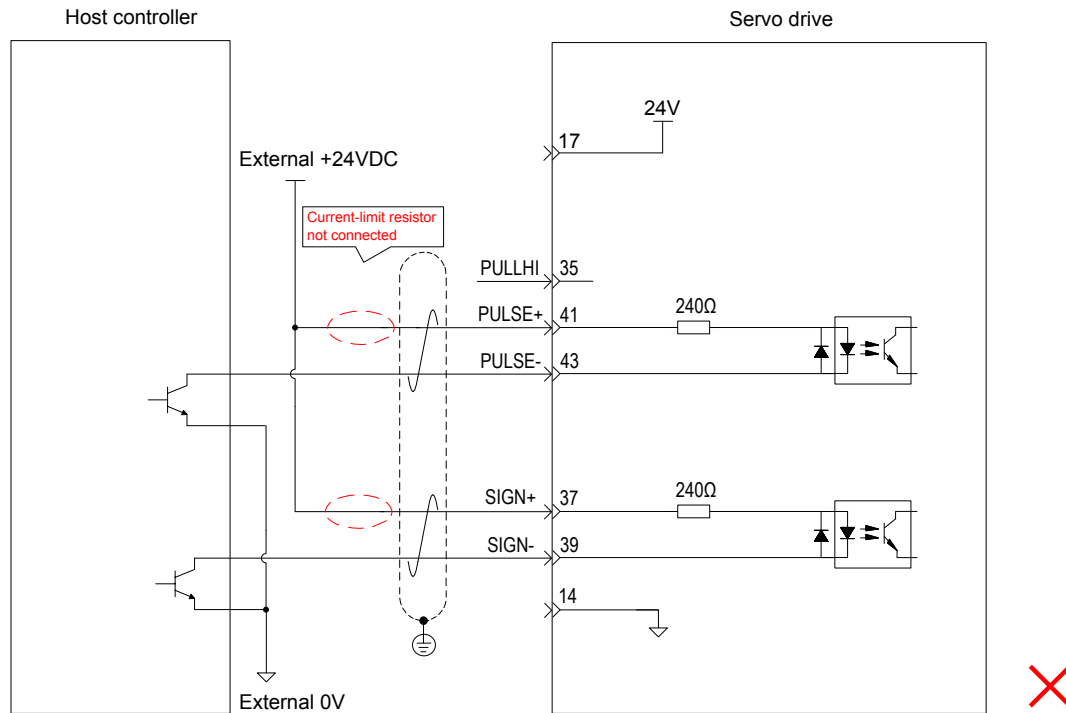 Host controller
Servo drive
24V
17
External +24VDC
Current-limit resistor
not connected
PULLHI
35
PULSE+
41
240Ω
PULSE-
43
SIGN+
37
240Ω
SIGN-
39
14
External 0V